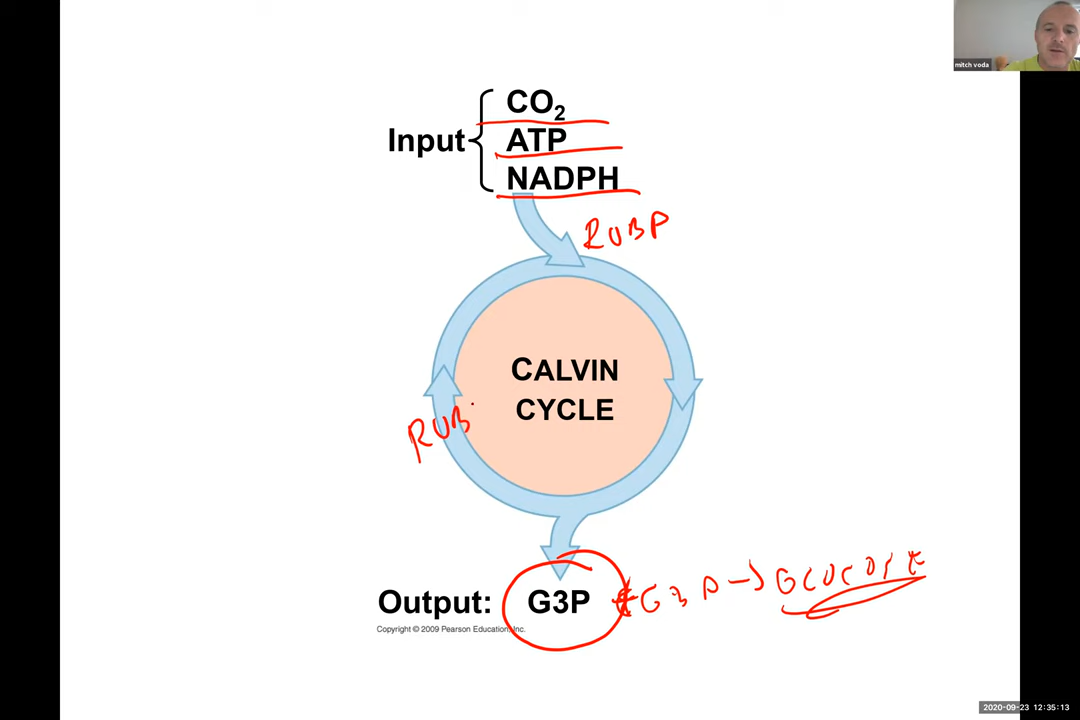 mitch voda
CO₂
Input
ATP
NADPH
RUBP
CALVIN
CYCLE
RUB
Output: G3P
G3P → GLUCOSE
Copyright © 2009 Pearson Education, Inc.
2020-09-23 12:35:13